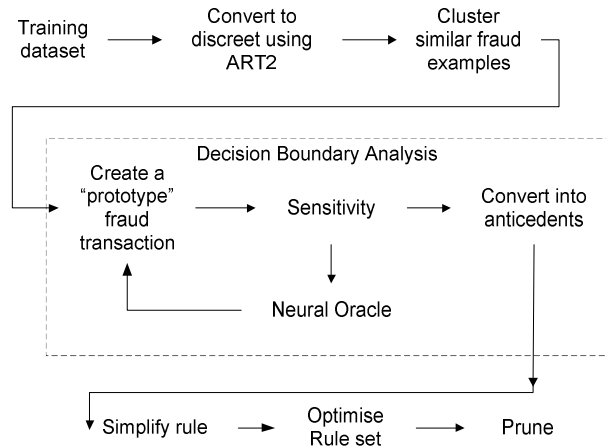 Training
dataset
Convert to
discreet using
ART2
Cluster
similar fraud
examples
Decision Boundary Analysis
Create a
“prototype”
fraud
transaction
Sensitivity
Convert into
anticedents
Neural Oracle
Simplify rule
Optimise
Rule set
Prune